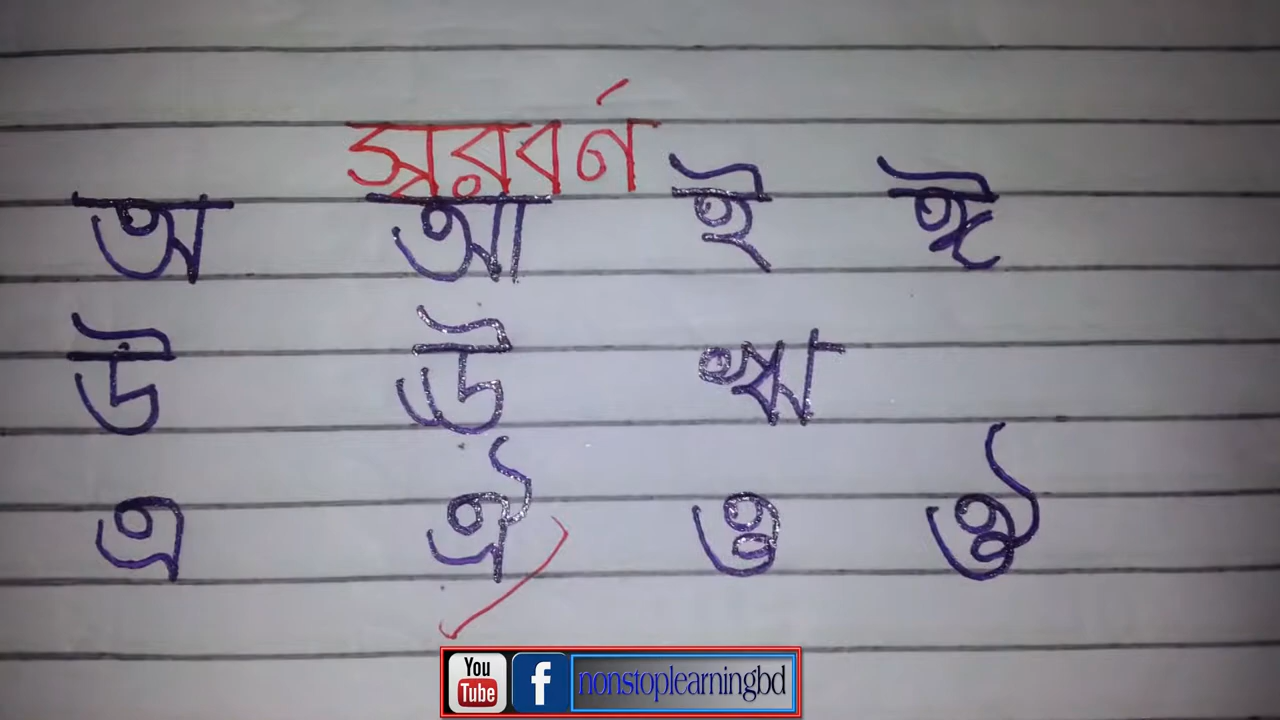 স্বরবর্ণ
অ আ ই ঈ
উ ঊ ঋ
এ ঐ ও ঔ
You Tube f nonstoplearningbd